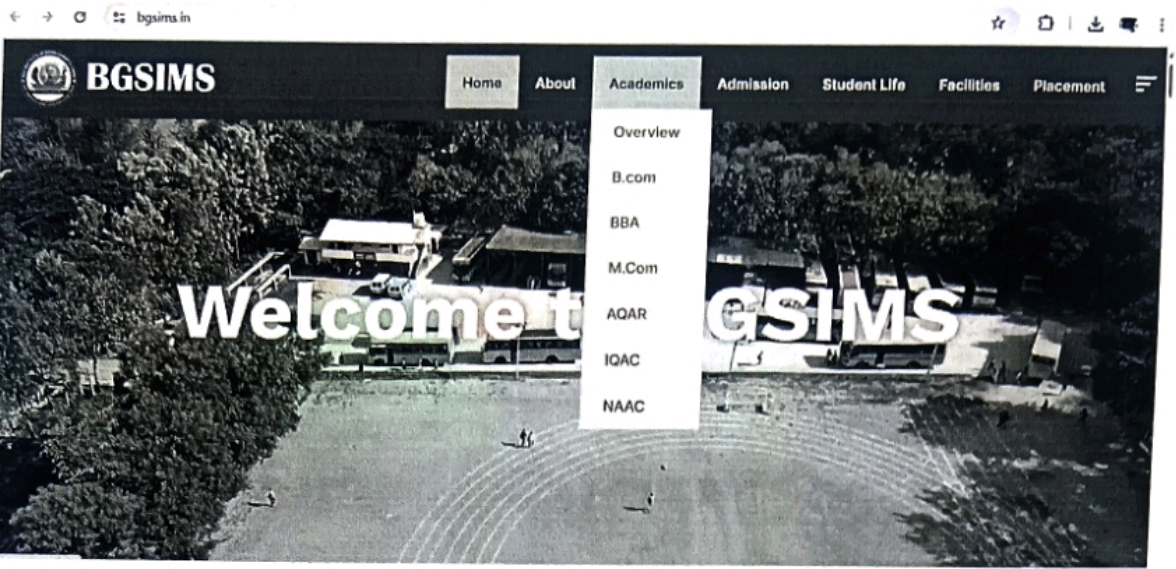 bgsims.in
BGSIMS
Home About Academics Admission Student Life Facilities Placement
Overview
B.com
BBA
M.Com
AQAR
IQAC
NAAC
Welcome t GSIMS